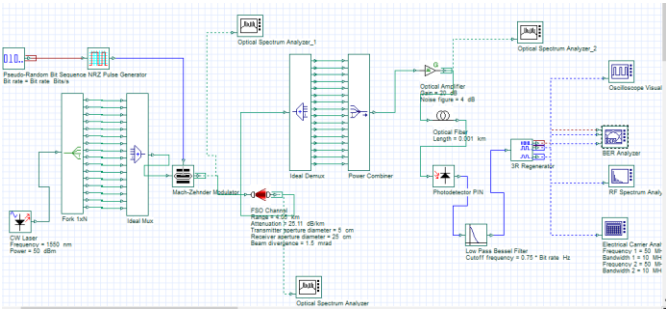 Optical Spectrum Analyzer_1
Optical Spectrum Analyzer_2
Pseudo-Random Bit Sequence NRZ Pulse Generator
Bit rate = Bit rate Bits/s
Optical Amplifier
Gain = 20 dB
Noise figure = 4 dB
Oscilloscope Visual
Optical Fiber
Length = 0.001 km
BER Analyzer
3R Regenerator
Ideal Demux
Power Combiner
Mach-Zehnder Modulator
Photodetector PIN
RF Spectrum Analy
Fork 1xN
Ideal Mux
FSO Channel
Attenuation = 25.11 dB/km
Transmitter aperture diameter = 5 cm
Receiver aperture diameter = 25 cm
Beam divergence = 1.5 mrad
CW Laser
Frequency = 1550 nm
Power = 50 dBm
Low Pass Bessel Filter
Cutoff frequency = 0.75 * Bit rate Hz
Electrical Carrier Anal
Frequency 1 = 50 MH
Bandwidth 1 = 10 MH
Frequency 2 = 50 MH
Bandwidth 2 = 10 MH
Optical Spectrum Analyzer